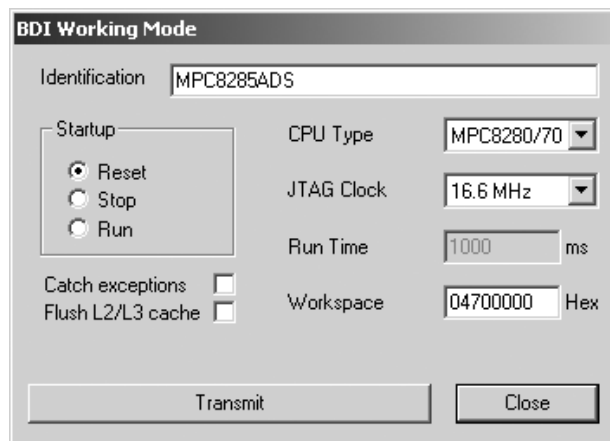 BDI Working Mode
Identification MPC8285ADS
Startup
Reset
Stop
Run
CPU Type MPC8280/70
JTAG Clock 16.6 MHz
Run Time 1000 ms
Catch exceptions
Flush L2/L3 cache
Workspace 04700000 Hex
Transmit Close